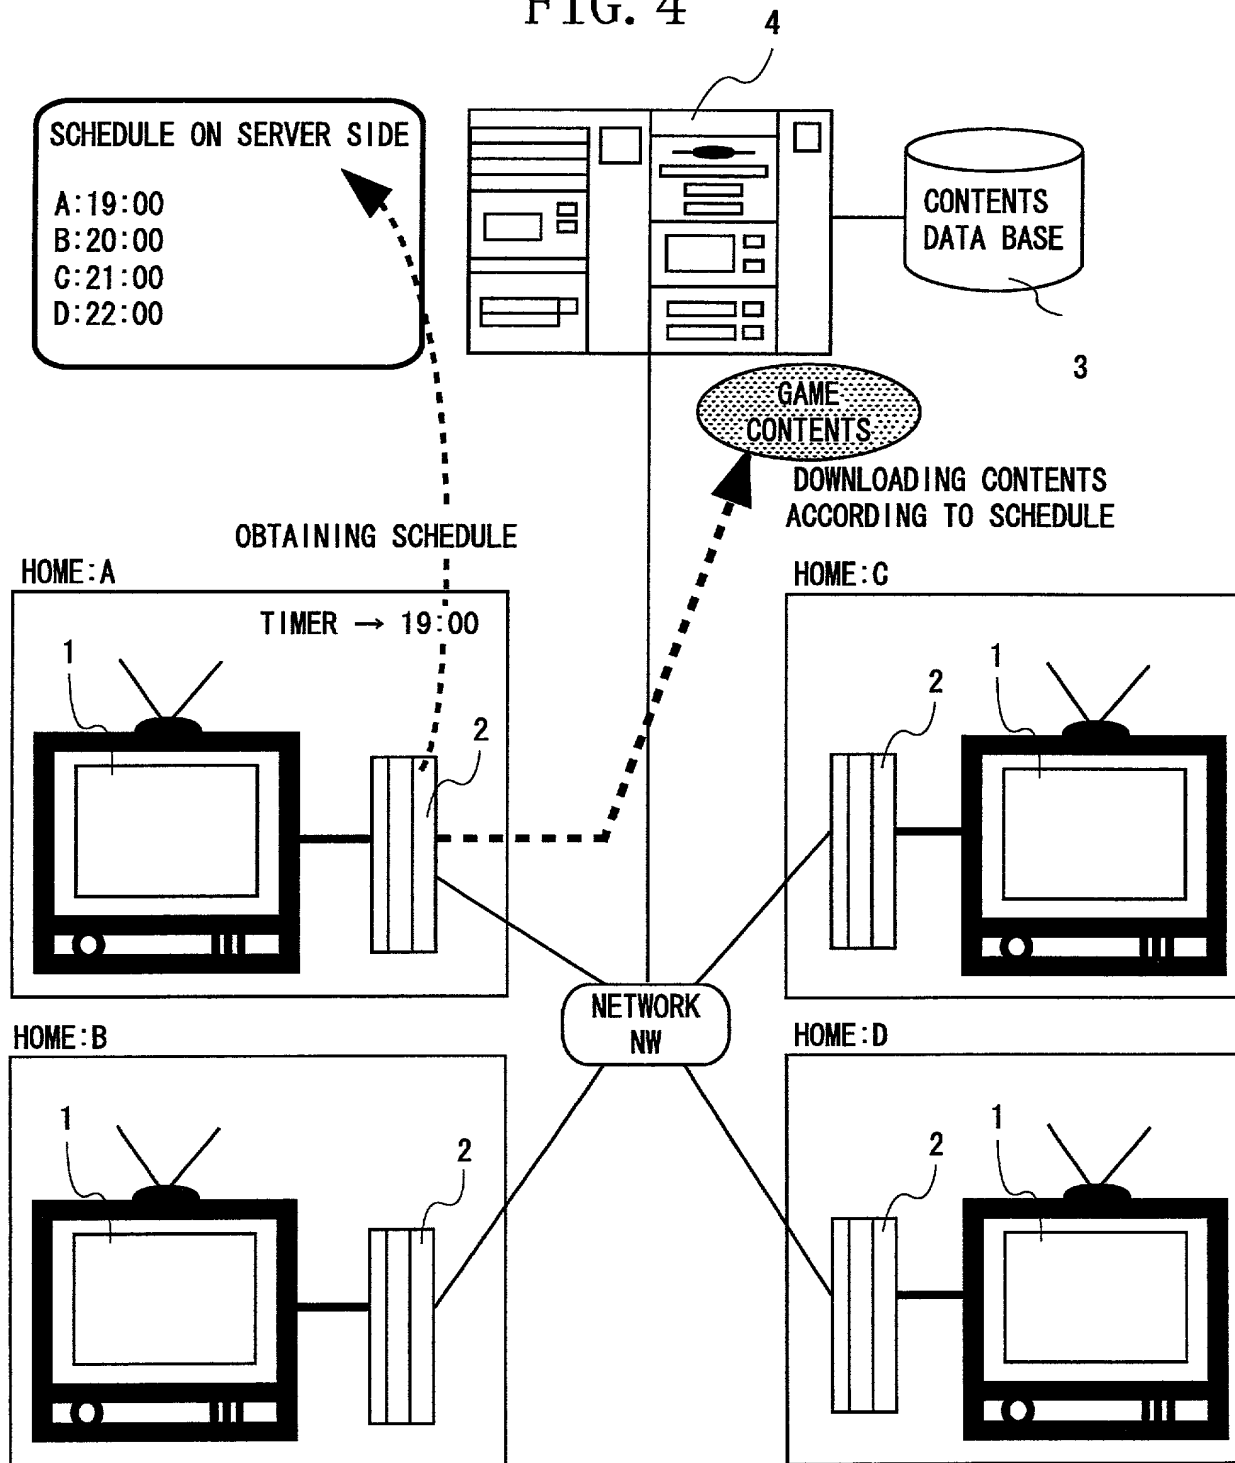 FIG. 4
4
SCHEDULE ON SERVER SIDE
A:19:00
B:20:00
C:21:00
D:22:00
CONTENTS
DATA BASE
3
GAME
CONTENTS
DOWNLOADING CONTENTS
ACCORDING TO SCHEDULE
OBTAINING SCHEDULE
HOME:A
TIMER → 19:00
1
2
HOME:C
2
1
NETWORK
NW
HOME:B
1
2
HOME:D
2
1